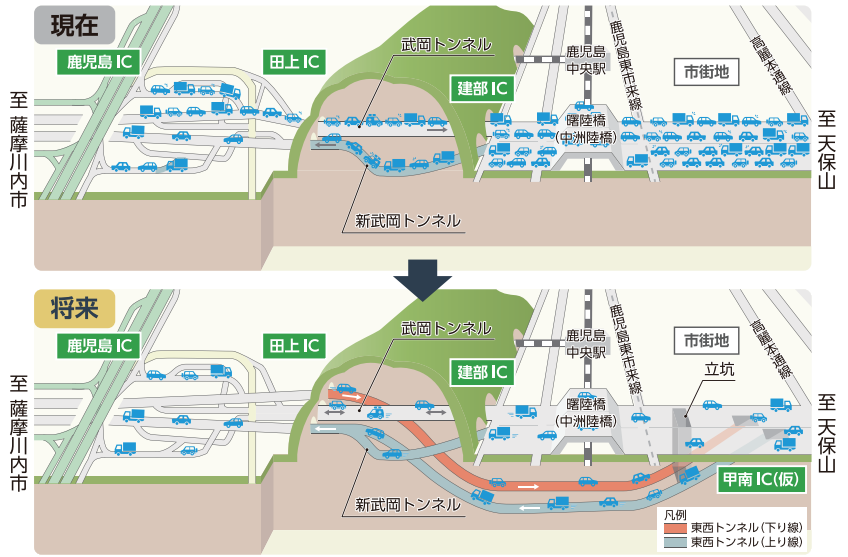 現在
鹿児島IC
田上IC
武岡トンネル
建部IC
鹿児島
中央駅
鹿児島東市来線
市街地
高麗本通線
至 薩摩川内市
曙陸橋
(中洲陸橋)
至 天保山
新武岡トンネル
将来
鹿児島IC
田上IC
武岡トンネル
建部IC
鹿児島
中央駅
鹿児島東市来線
市街地
高麗本通線
立坑
至 薩摩川内市
曙陸橋
(中洲陸橋)
至 天保山
甲南IC(仮)
新武岡トンネル
凡例
東西トンネル(下り線)
東西トンネル(上り線)